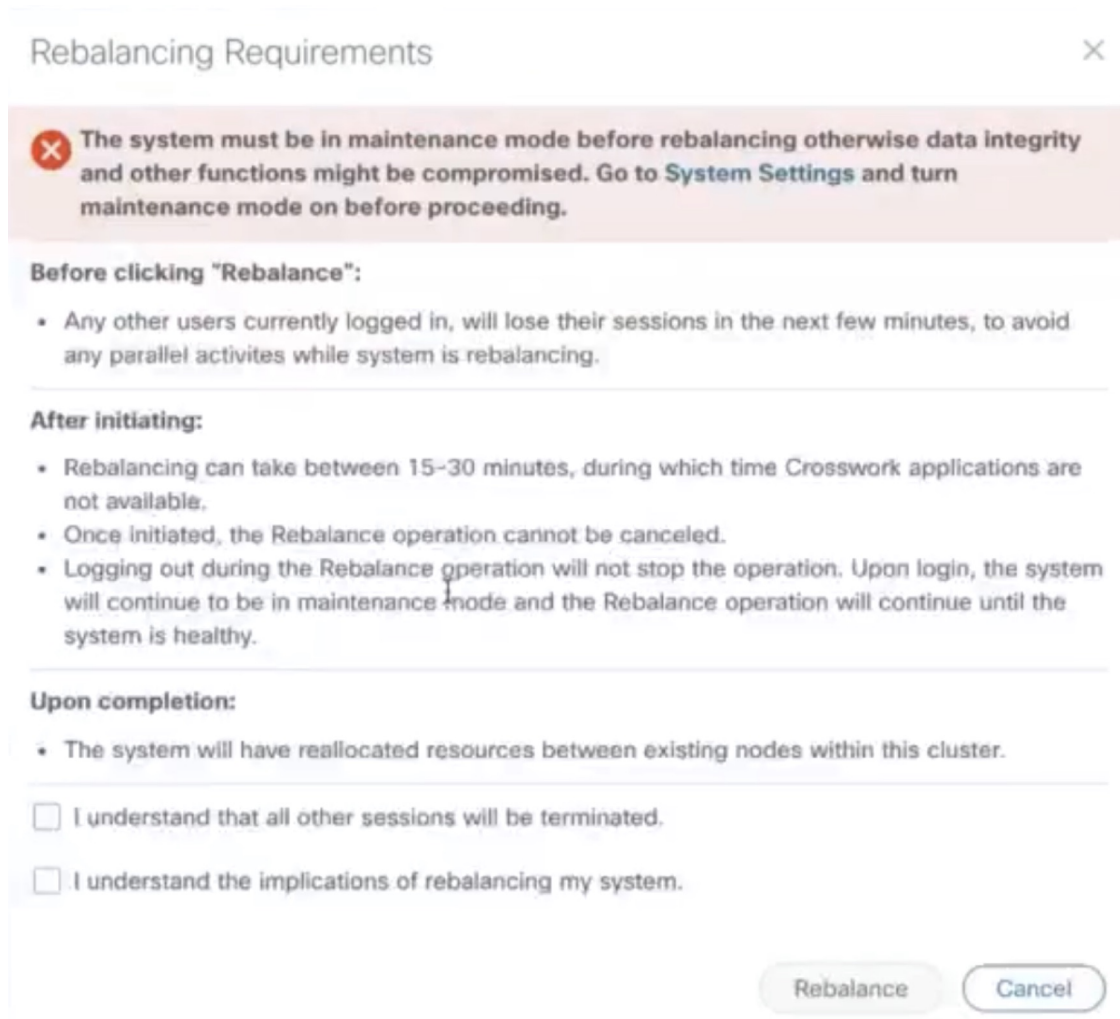 Rebalancing Requirements
The system must be in maintenance mode before rebalancing otherwise data integrity
and other functions might be compromised. Go to System Settings and turn
maintenance mode on before proceeding.
Before clicking "Rebalance":
• Any other users currently logged in, will lose their sessions in the next few minutes, to avoid
any parallel activites while system is rebalancing.
After initiating:
• Rebalancing can take between 15-30 minutes, during which time Crosswork applications are
not available.
• Once initiated, the Rebalance operation cannot be canceled.
• Logging out during the Rebalance operation will not stop the operation. Upon login, the system
will continue to be in maintenance mode and the Rebalance operation will continue until the
system is healthy.
Upon completion:
• The system will have reallocated resources between existing nodes within this cluster.
I understand that all other sessions will be terminated.
I understand the implications of rebalancing my system.
Rebalance Cancel